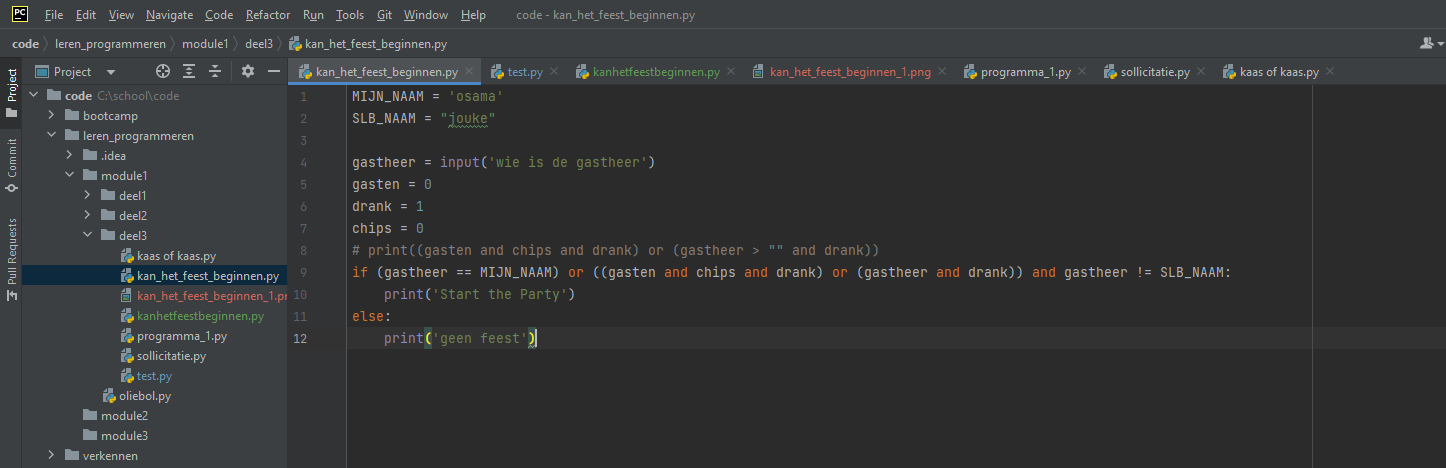 PC File Edit View Navigate Code Refactor Run Tools Git Window Help code - kan_het_feest_beginnen.py
code leren_programmeren module1 deel3 kan_het_feest_beginnen.py
Project kan_het_feest_beginnen.py test.py kanhetfeestbeginnen.py kan_het_feest_beginnen_1.png programma_1.py sollicitatie.py kaas of kaas.py
Project
Commit
Pull Requests
code C:\school\code
bootcamp
leren_programmeren
.idea
module1
deel1
deel2
deel3
kaas of kaas.py
kan_het_feest_beginnen.py
kan_het_feest_beginnen_1.pr
kanhetfeestbeginnen.py
programma_1.py
sollicitatie.py
test.py
oliebol.py
module2
module3
verkennen
1 MIJN_NAAM = 'osama'
2 SLB_NAAM = "jouke"
3
4 gastheer = input('wie is de gastheer')
5 gasten = 0
6 drank = 1
7 chips = 0
8 # print((gasten and chips and drank) or (gastheer > "" and drank))
9 if (gastheer == MIJN_NAAM) or ((gasten and chips and drank) or (gastheer and drank)) and gastheer != SLB_NAAM:
10 print('Start the Party')
11 else:
12 print('geen feest')